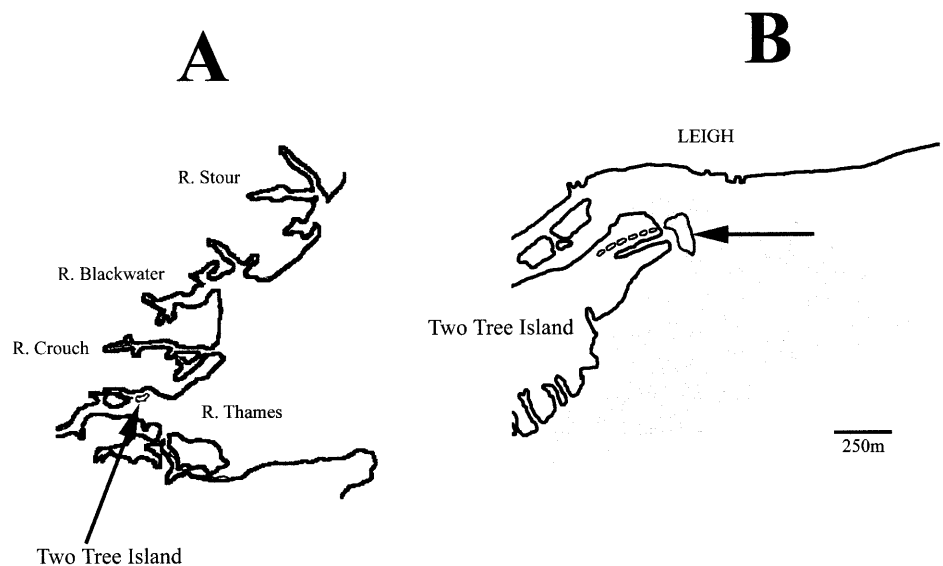 A
B
LEIGH
R. Stour
R. Blackwater
Two Tree Island
R. Crouch
R. Thames
250m
Two Tree Island